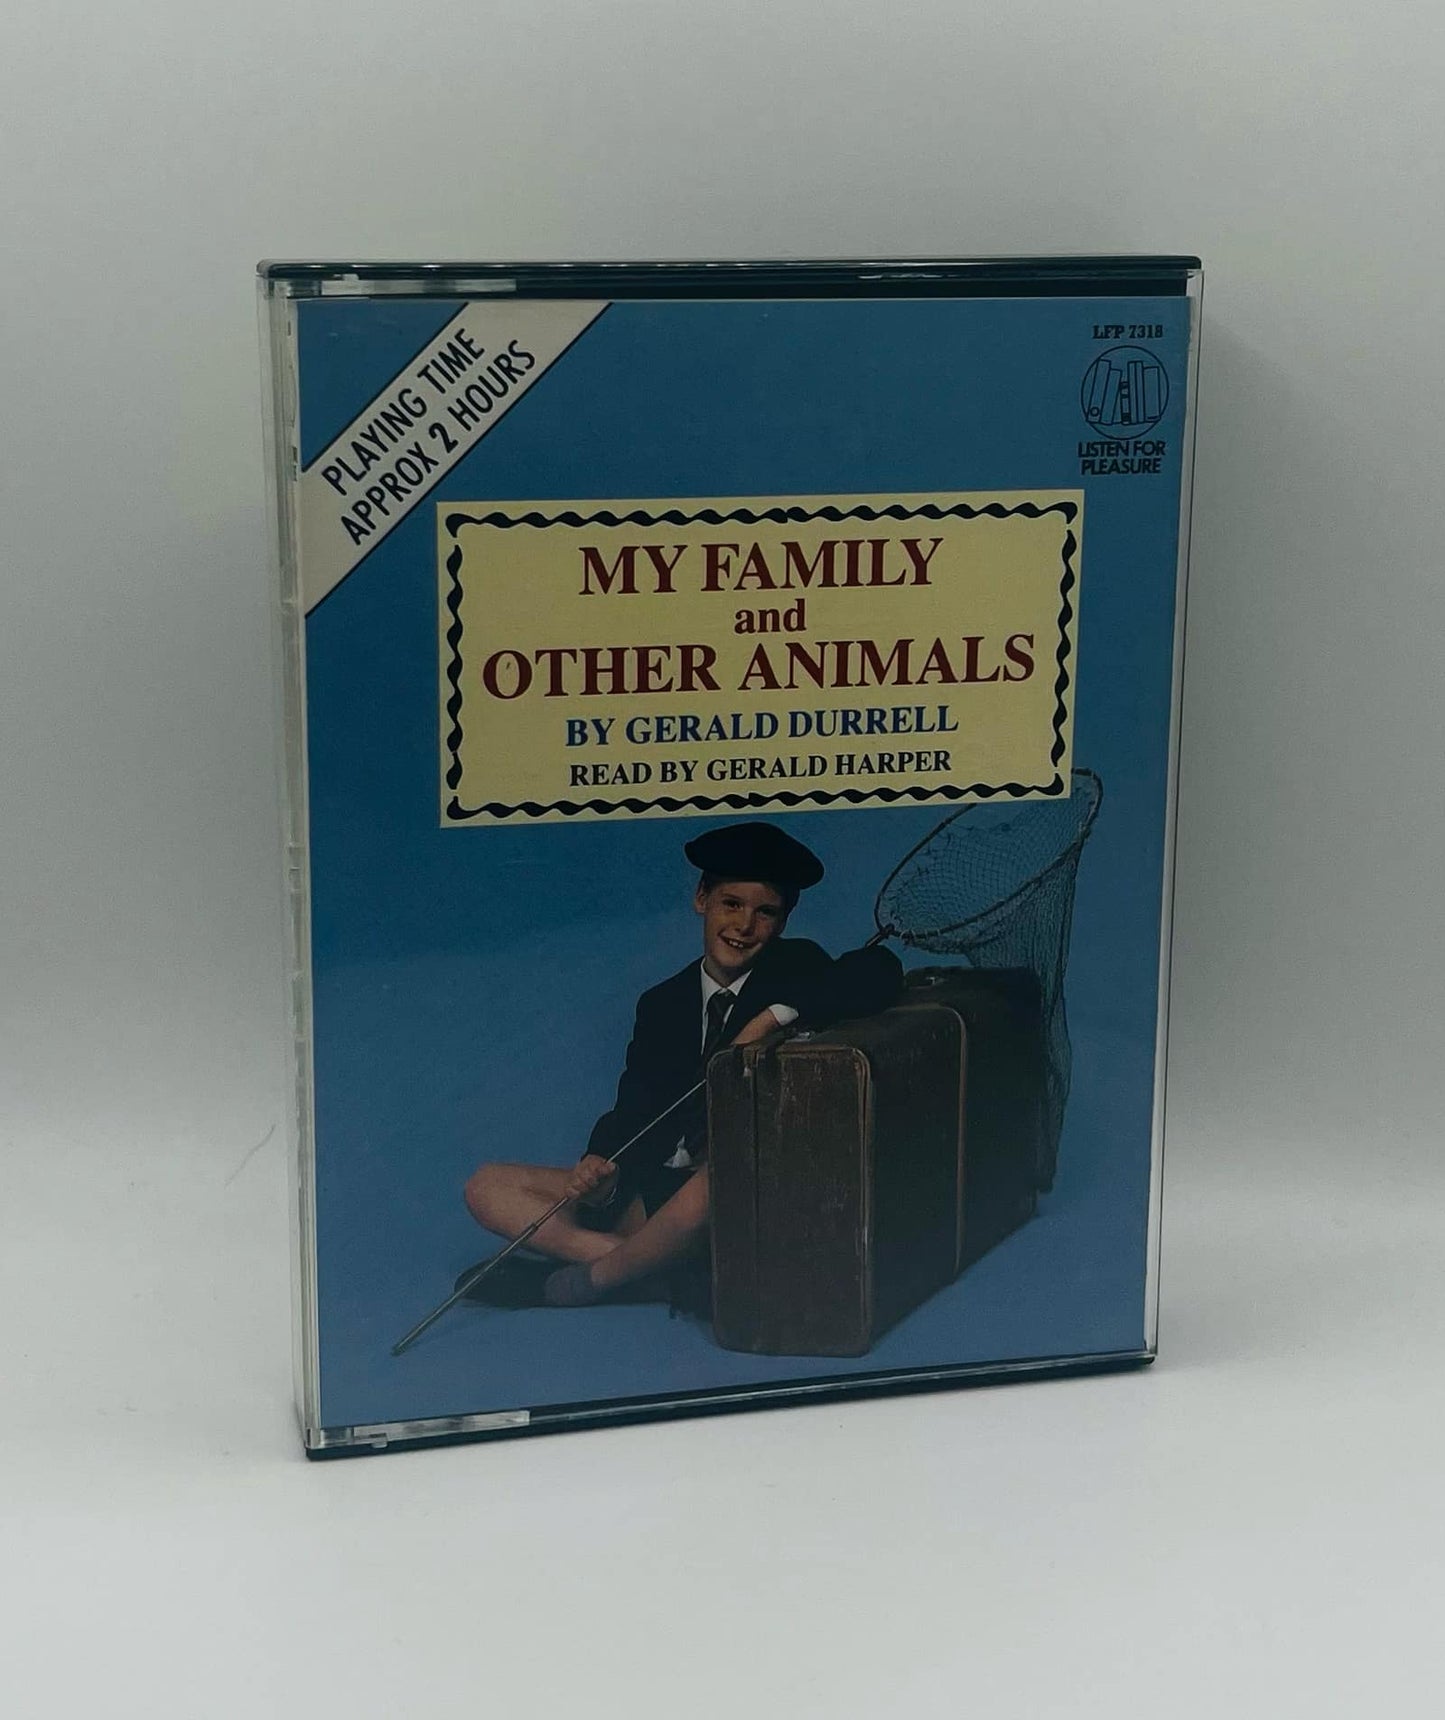 PLAYING TIME
APPROX 2 HOURS
LFP 7318
LISTEN FOR
PLEASURE
MY FAMILY
and
OTHER ANIMALS
BY GERALD DURRELL
READ BY GERALD HARPER